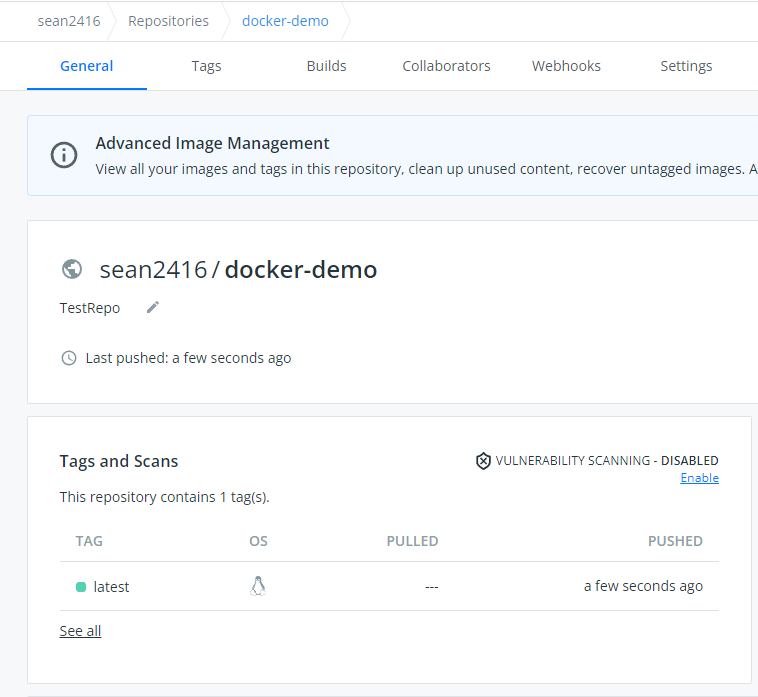 sean2416 Repositories docker-demo
General Tags Builds Collaborators Webhooks Settings
Advanced Image Management
View all your images and tags in this repository, clean up unused content, recover untagged images. A
sean2416 / docker-demo
TestRepo
Last pushed: a few seconds ago
Tags and Scans
VULNERABILITY SCANNING - DISABLED
Enable
This repository contains 1 tag(s).
TAG OS PULLED PUSHED
latest --- a few seconds ago
See all